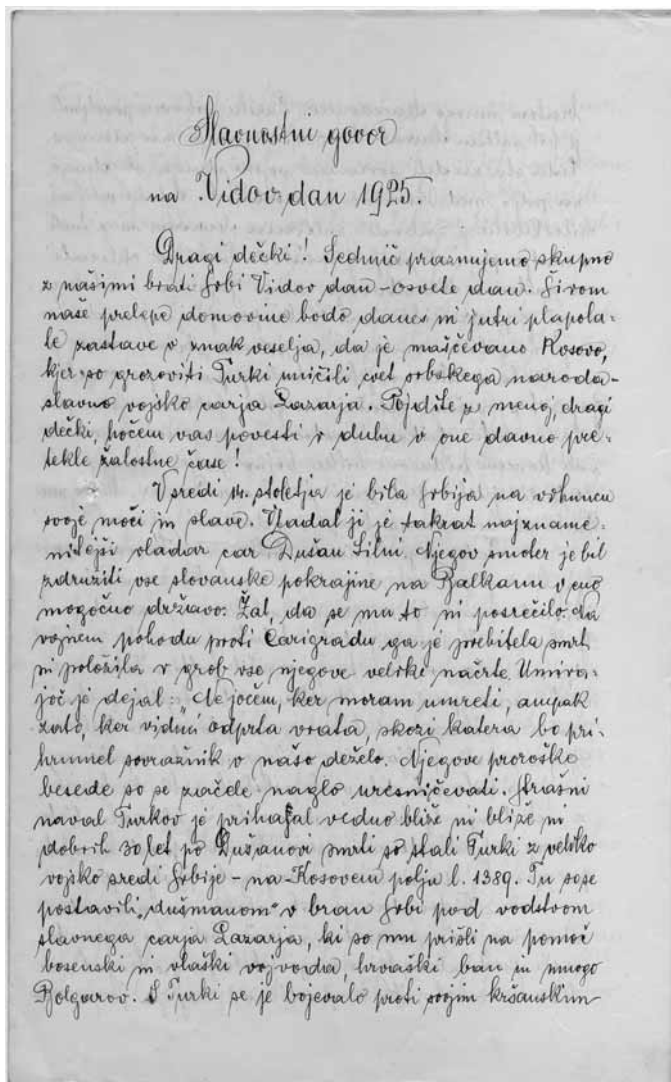 Slavnostni govor
na Vidov dan 1925.
Dragi dečki! Sedmič praznujemo skupno
z našimi brati Srbi Vidov dan - osvete dan. Širom
naše prelepe domovine bodo danes in jutri plapola-
le zastave v znak veselja, da je maščevano Kosovo,
kjer so grozoviti Turki uničili cvet srbskega naroda -
slavno vojsko carja Lazarja. Pojdite z menoj, dragi
dečki, hočem vas povesti v duhu v one davno pre-
tekle žalostne čase!
V sredi 14. stoletja je bila Srbija na vrhuncu
svoje moči in slave. Vladal ji je takrat najzname-
nitejši vladar car Dušan Silni. Njegov smoter je bil
združiti vse slovanske pokrajine na Balkanu v eno
mogočno državo. Žal, da se mu to ni posrečilo. Na
vojnem pohodu proti Carigradu ga je prehitela smrt
in položila v grob vse njegove velike načrte. Umira-
joč je dejal: "Ne jočem, ker moram umreti, ampak
zato, ker vidim odprta vrata, skozi katera bo pri-
hrumel sovražnik v našo deželo. Njegove preroške
besede so se začele naglo uresničevati. Strašni
naval Turkov je prihajal vedno bliže in bliže in
dobrih 30 let po Dušanovi smrti so stali Turki z veliko
vojsko sredi Srbije - na Kosovem polju l. 1389. Tu so se
postavili "dušmanom" v bran Srbi pod vodstvom
slavnega carja Lazarja, ki so mu prišli na pomoč
bosenski in vlaški vojvoda, hrvaški ban in mnogo
Bolgarov. S Turki se je bojevalo proti svojim kršanskim